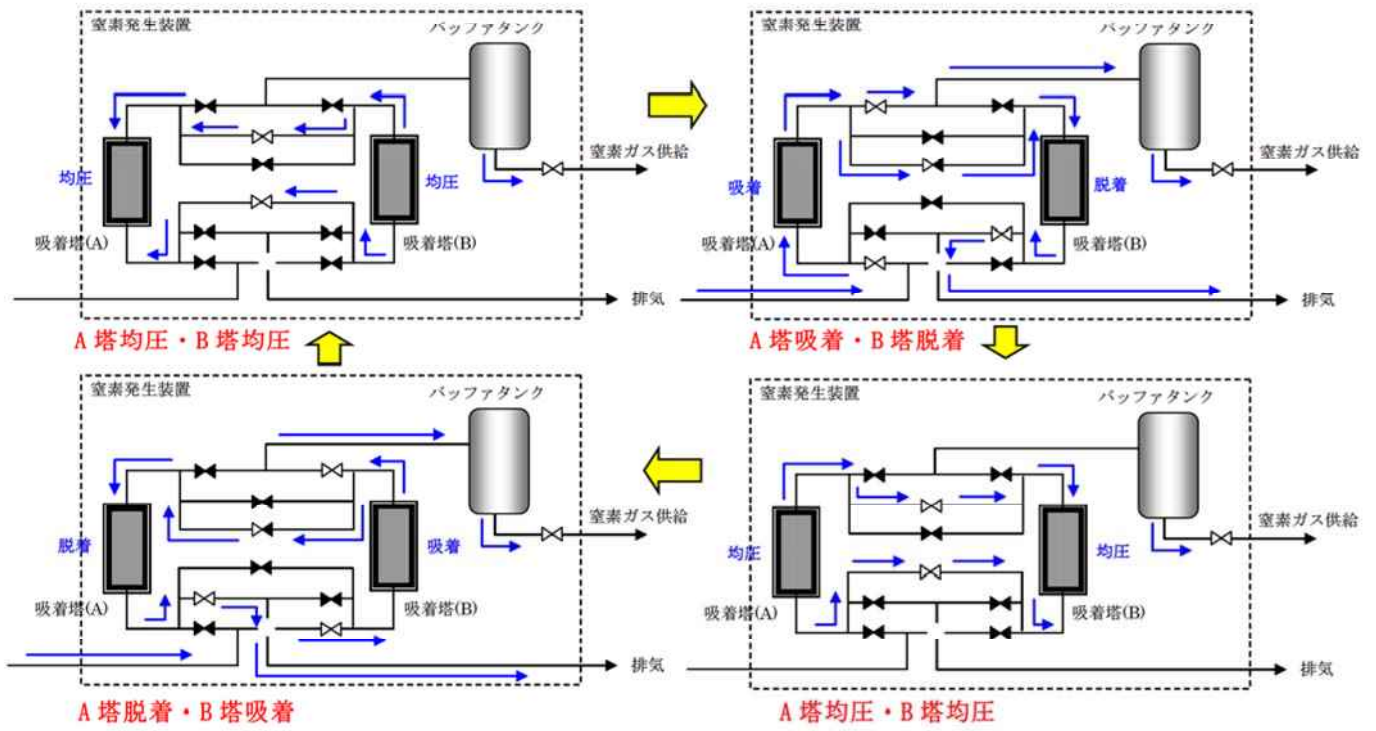 窒素発生装置
バッファタンク
均圧
均圧
窒素ガス供給
吸着塔(A)
吸着塔(B)
排気
A塔均圧・B塔均圧
窒素発生装置
バッファタンク
吸着
脱着
窒素ガス供給
吸着塔(A)
吸着塔(B)
排気
A塔吸着・B塔脱着
窒素発生装置
バッファタンク
脱着
吸着
窒素ガス供給
吸着塔(A)
吸着塔(B)
排気
A塔脱着・B塔吸着
窒素発生装置
バッファタンク
均圧
均圧
窒素ガス供給
吸着塔(A)
吸着塔(B)
排気
A塔均圧・B塔均圧